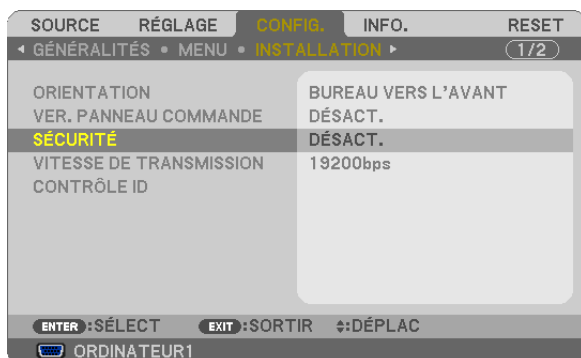 SOURCE RÉGLAGE CONFIG. INFO. RESET
GÉNÉRALITÉS • MENU • INSTALLATION 1/2
ORIENTATION BUREAU VERS L'AVANT
VER. PANNEAU COMMANDE DÉSACT.
SÉCURITÉ DÉSACT.
VITESSE DE TRANSMISSION 19200bps
CONTRÔLE ID
ENTER :SÉLECT EXIT :SORTIR :DÉPLAC
ORDINATEUR1